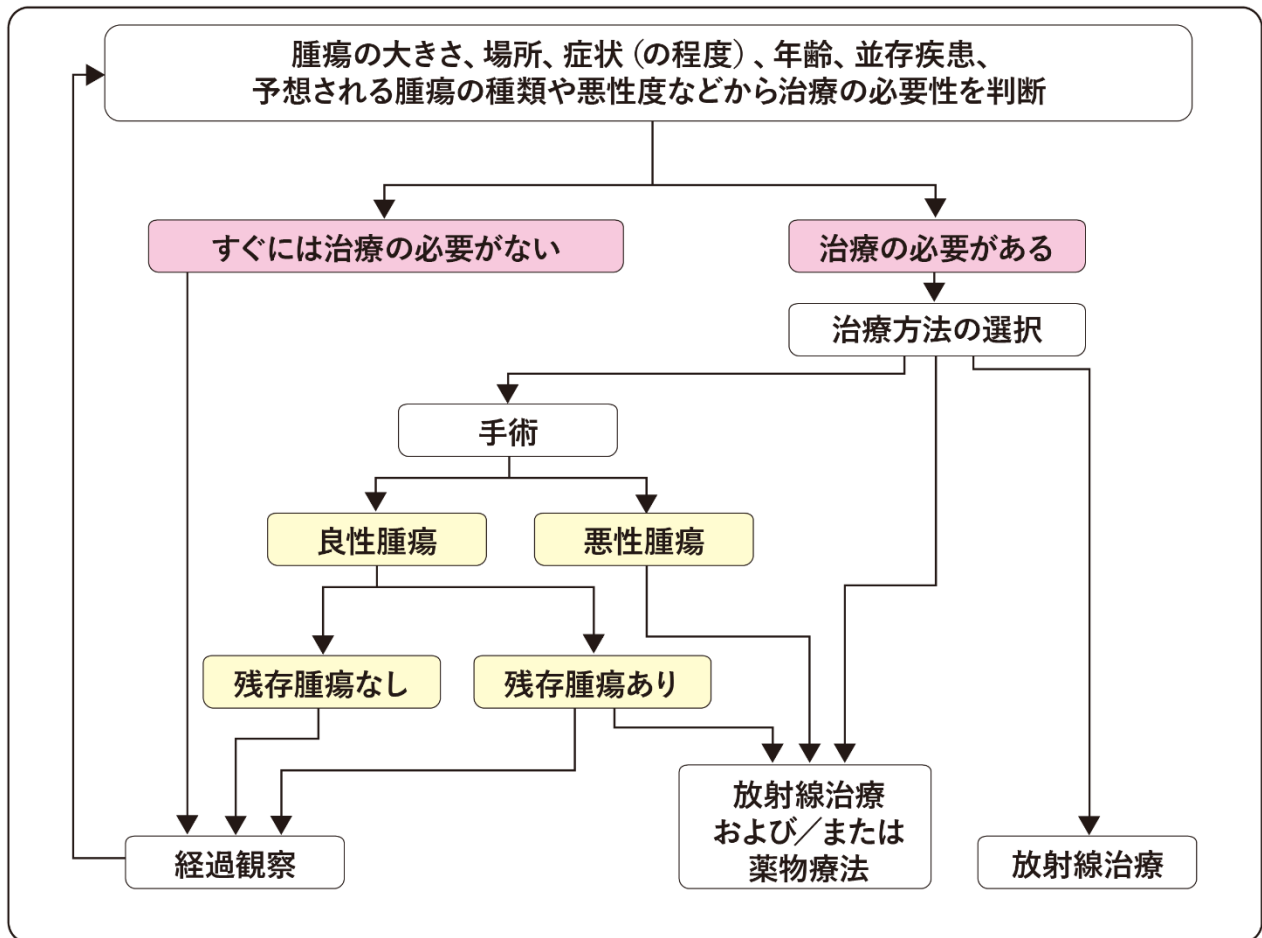 腫瘍の大きさ、場所、症状（の程度）、年齢、並存疾患、
予想される腫瘍の種類や悪性度などから治療の必要性を判断
すぐには治療の必要がない
治療の必要がある
治療方法の選択
手術
良性腫瘍
悪性腫瘍
残存腫瘍なし
残存腫瘍あり
放射線治療
および／または
薬物療法
経過観察
放射線治療